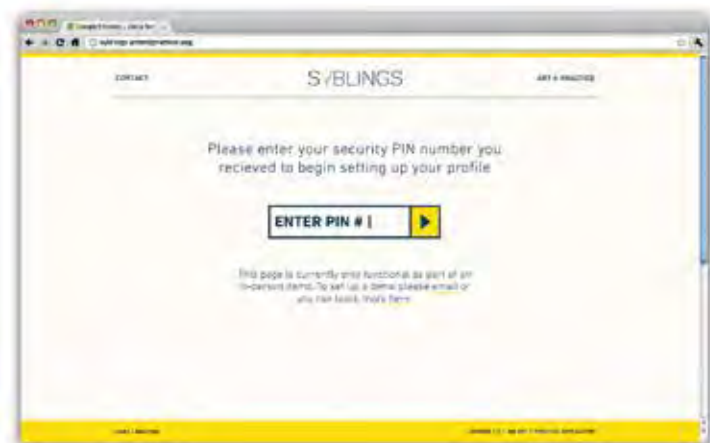 CONTACT
S/BLINGS
ART & PRACTICE
Please enter your security PIN number you
recieved to begin setting up your profile
ENTER PIN # |
This page is currently only functional as part of an
in-person demo. To set up a demo please email or
you can learn more here